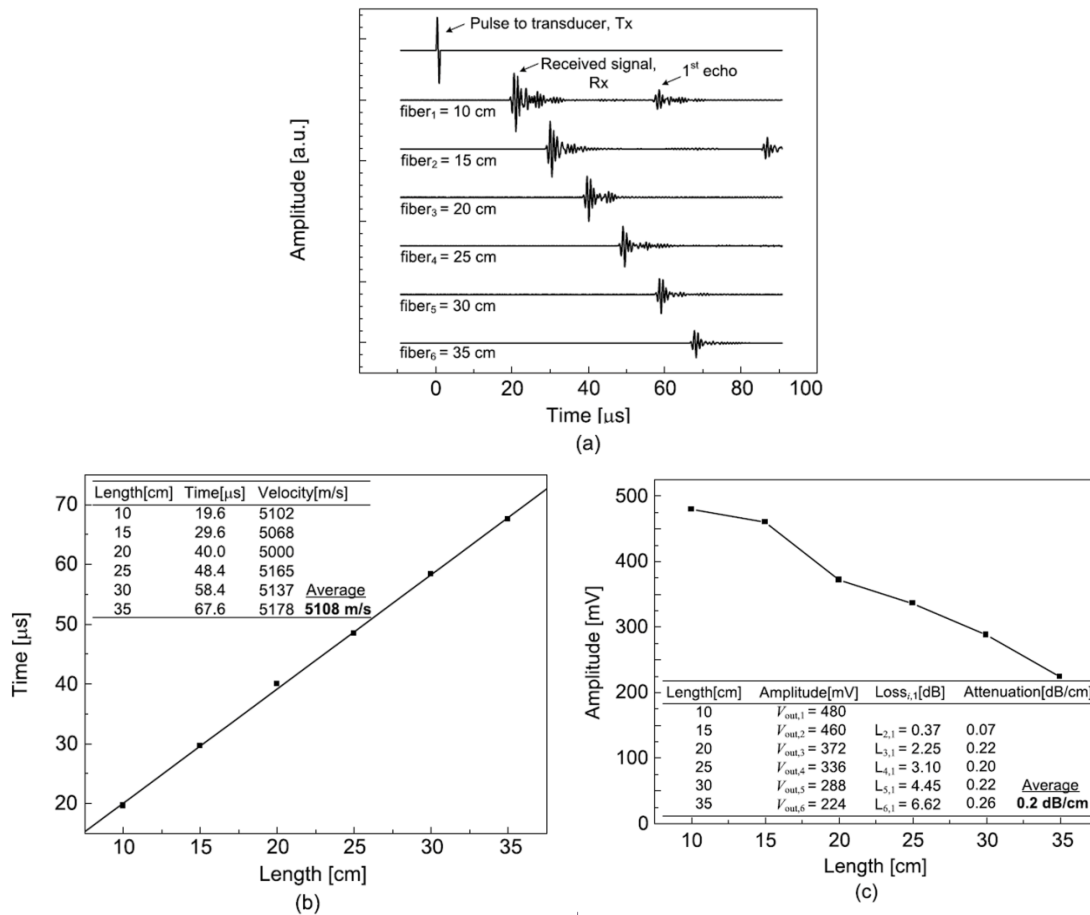 Pulse to transducer, Tx
Received signal,
Rx
1st echo
fiber1 = 10 cm
fiber2 = 15 cm
fiber3 = 20 cm
fiber4 = 25 cm
fiber5 = 30 cm
fiber6 = 35 cm
Amplitude [a.u.]
0 20 40 60 80 100
Time [μs]
(a)
Length[cm] Time[μs] Velocity[m/s]
10 19.6 5102
15 29.6 5068
20 40.0 5000
25 48.4 5165
30 58.4 5137 Average
35 67.6 5178 5108 m/s
70
60
50
40
30
20
Time [μs]
10 15 20 25 30 35
Length [cm]
(b)
500
450
400
350
300
250
200
150
100
50
0
Amplitude [mV]
Length[cm] Amplitude[mV] Lossi,1[dB] Attenuation[dB/cm]
10 Vout,1 = 480
15 Vout,2 = 460 L2,1 = 0.37 0.07
20 Vout,3 = 372 L3,1 = 2.25 0.22
25 Vout,4 = 336 L4,1 = 3.10 0.20
30 Vout,5 = 288 L5,1 = 4.45 0.22 Average
35 Vout,6 = 224 L6,1 = 6.62 0.26 0.2 dB/cm
10 15 20 25 30 35
Length [cm]
(c)